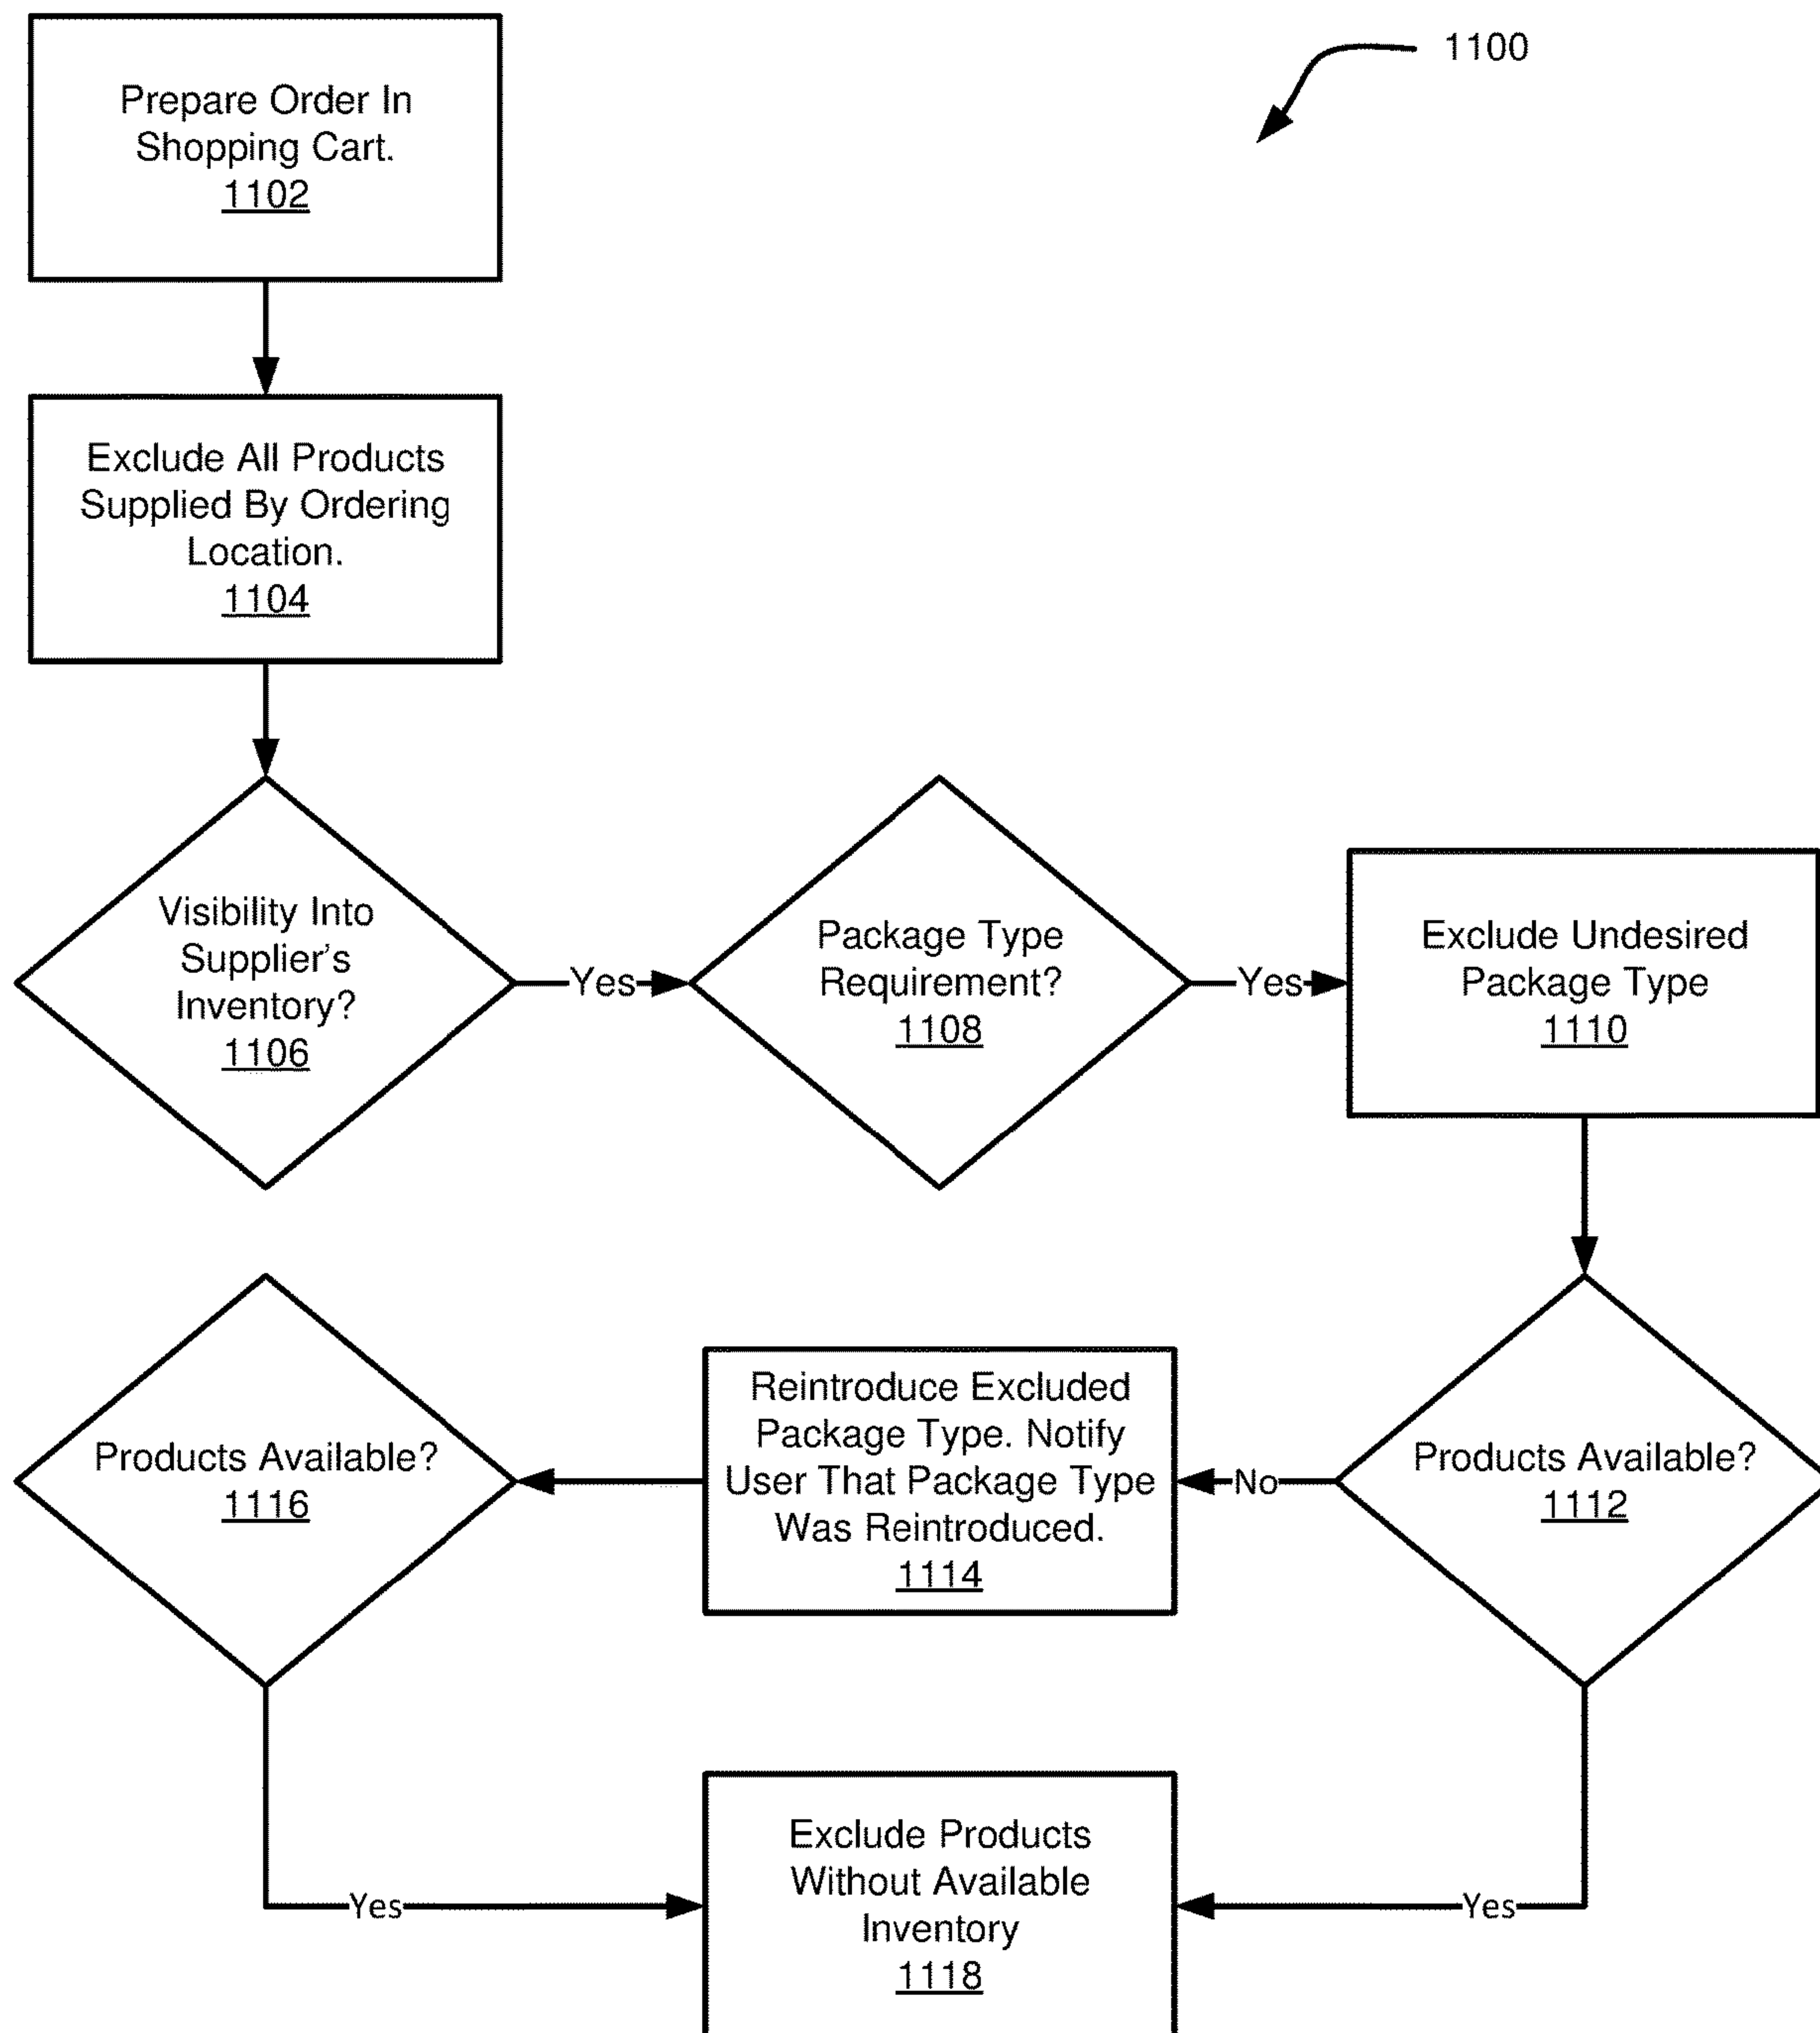 1100
Prepare Order In
Shopping Cart.
1102
Exclude All Products
Supplied By Ordering
Location.
1104
Visibility Into
Supplier's
Inventory?
1106
Yes
Package Type
Requirement?
1108
Yes
Exclude Undesired
Package Type
1110
Products Available?
1112
No
Reintroduce Excluded
Package Type. Notify
User That Package Type
Was Reintroduced.
1114
Products Available?
1116
Yes
Exclude Products
Without Available
Inventory
1118
Yes